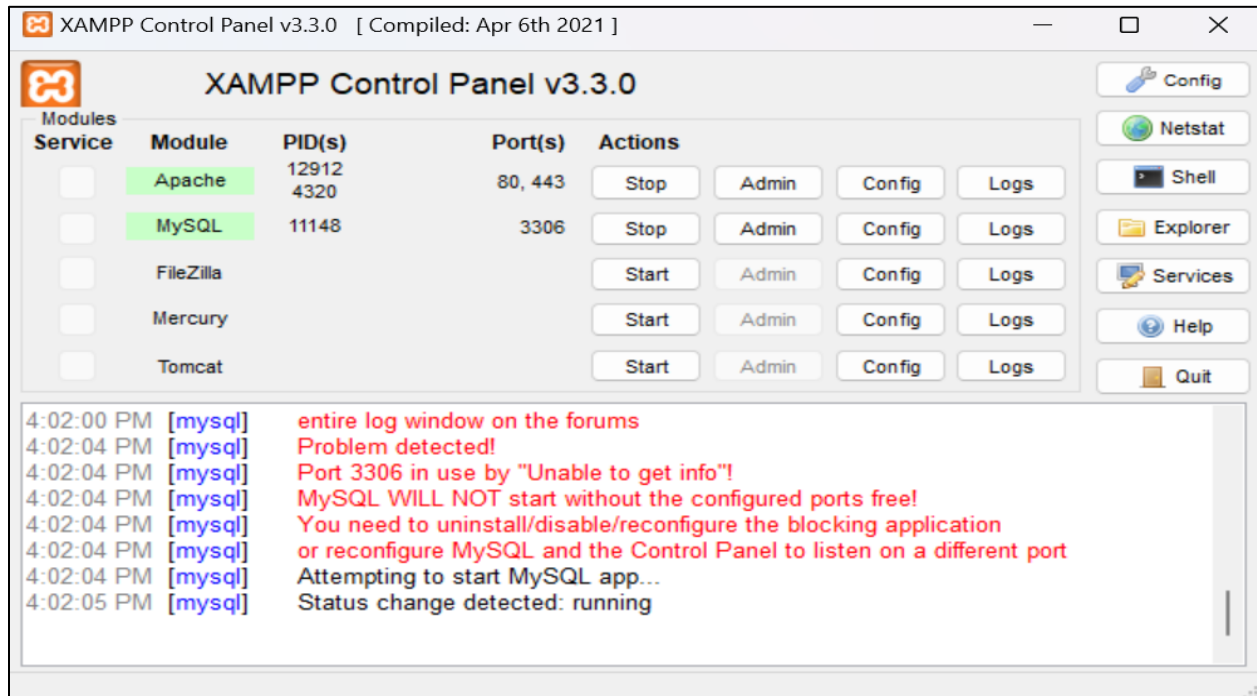 XAMPP Control Panel v3.3.0 [ Compiled: Apr 6th 2021 ]
XAMPP Control Panel v3.3.0
Config
Netstat
Shell
Explorer
Services
Help
Quit
Modules
Service Module PID(s) Port(s) Actions
Apache 12912 4320 80, 443 Stop Admin Config Logs
MySQL 11148 3306 Stop Admin Config Logs
FileZilla Start Admin Config Logs
Mercury Start Admin Config Logs
Tomcat Start Admin Config Logs
4:02:00 PM [mysql] entire log window on the forums
4:02:04 PM [mysql] Problem detected!
4:02:04 PM [mysql] Port 3306 in use by "Unable to get info"!
4:02:04 PM [mysql] MySQL WILL NOT start without the configured ports free!
4:02:04 PM [mysql] You need to uninstall/disable/reconfigure the blocking application
4:02:04 PM [mysql] or reconfigure MySQL and the Control Panel to listen on a different port
4:02:04 PM [mysql] Attempting to start MySQL app...
4:02:05 PM [mysql] Status change detected: running